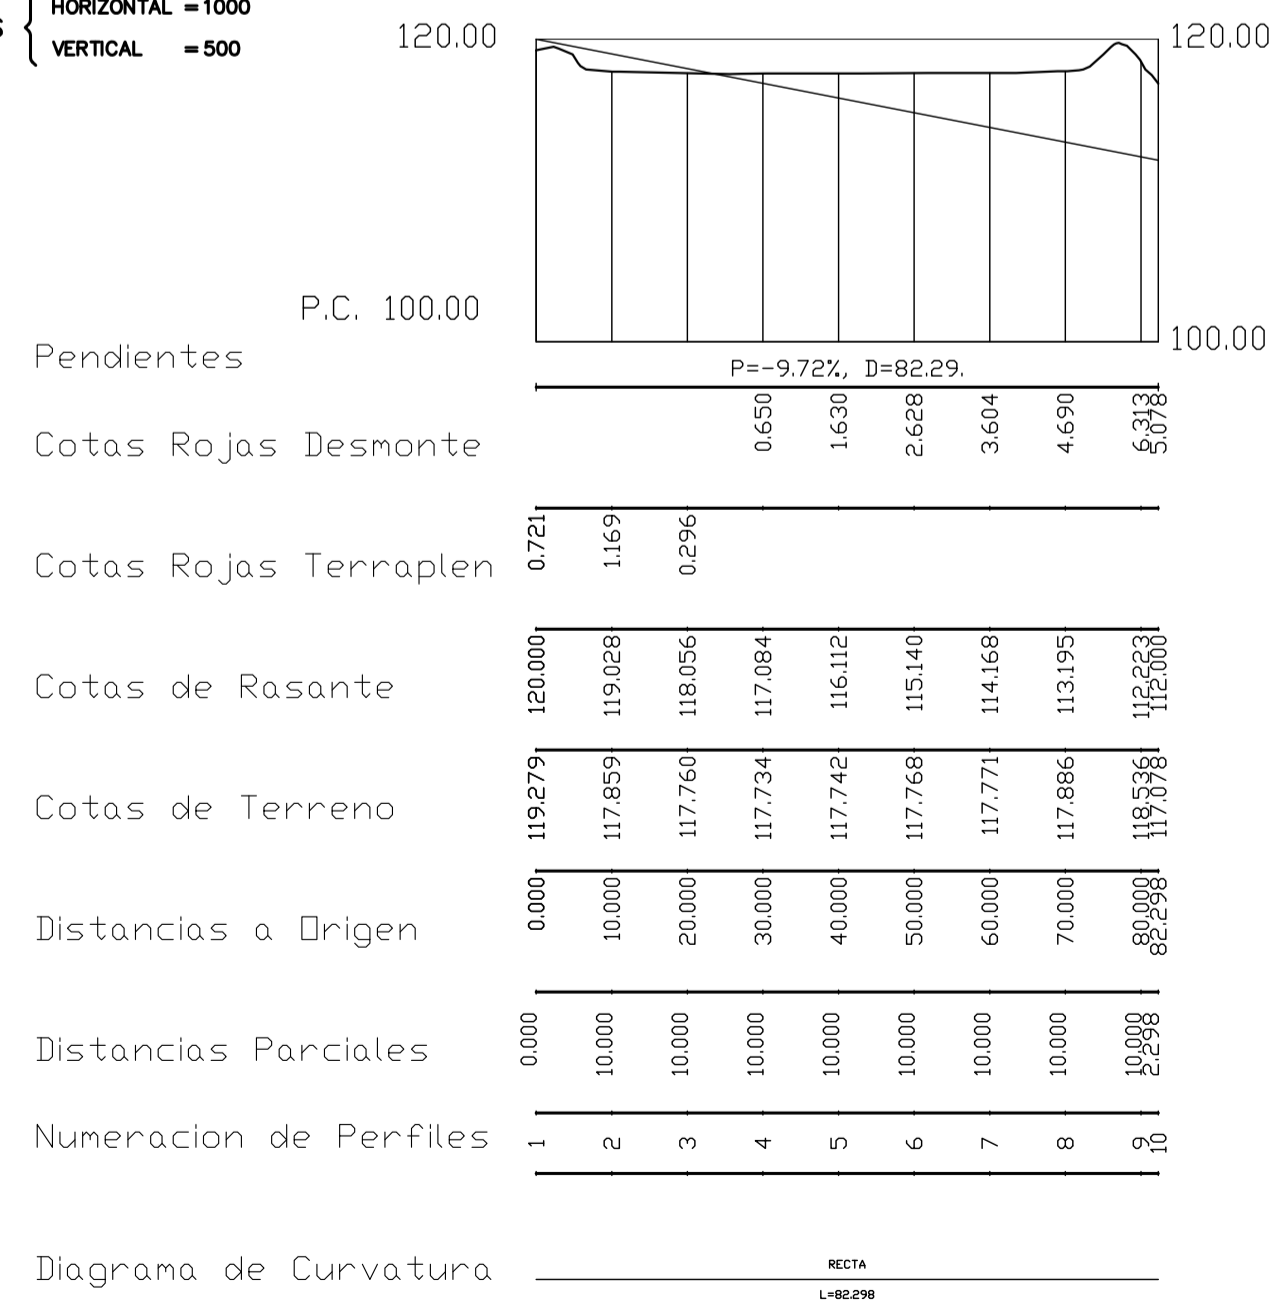 HORIZONTAL = 1000
S
VERTICAL = 500
120.00
120.00
P.C. 100.00
100.00
Pendientes
P=-9.72%, D=82.29.
Cotas Rojas Desmonte
0.650 1.630 2.628 3.604 4.690 6.313 5.078
Cotas Rojas Terraplen
0.721 1.169 0.296
Cotas de Rasante
120.000 119.028 118.056 117.084 116.112 115.140 114.168 113.195 112.223 112.000
Cotas de Terreno
119.279 117.859 117.760 117.734 117.742 117.768 117.771 117.886 118.536 117.078
Distancias a Origen
0.000 10.000 20.000 30.000 40.000 50.000 60.000 70.000 80.000 82.298
Distancias Parciales
0.000 10.000 10.000 10.000 10.000 10.000 10.000 10.000 10.000 2.298
Numeracion de Perfiles
1 2 3 4 5 6 7 8 9 10
Diagrama de Curvatura
RECTA
L=82.298